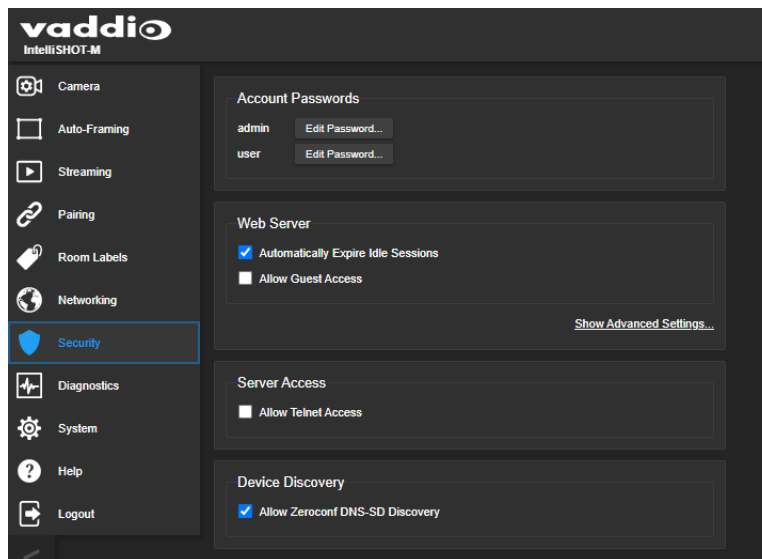 vaddio
IntelliSHOT-M
Camera
Auto-Framing
Streaming
Pairing
Room Labels
Networking
Security
Diagnostics
System
Help
Logout
Account Passwords
admin Edit Password...
user Edit Password...
Web Server
Automatically Expire Idle Sessions
Allow Guest Access
Show Advanced Settings...
Server Access
Allow Telnet Access
Device Discovery
Allow Zeroconf DNS-SD Discovery